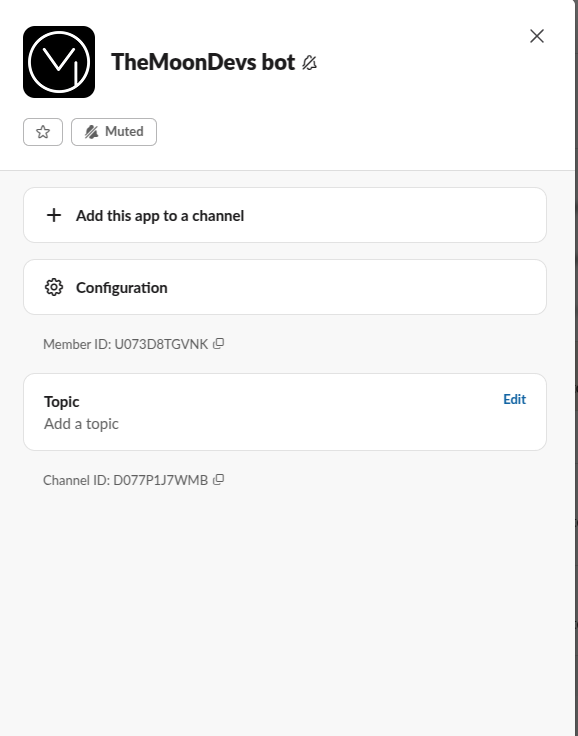 TheMoonDevs bot
Muted
Add this app to a channel
Configuration
Member ID: U073D8TGVNK
Topic
Edit
Add a topic
Channel ID: D077P1J7WMB